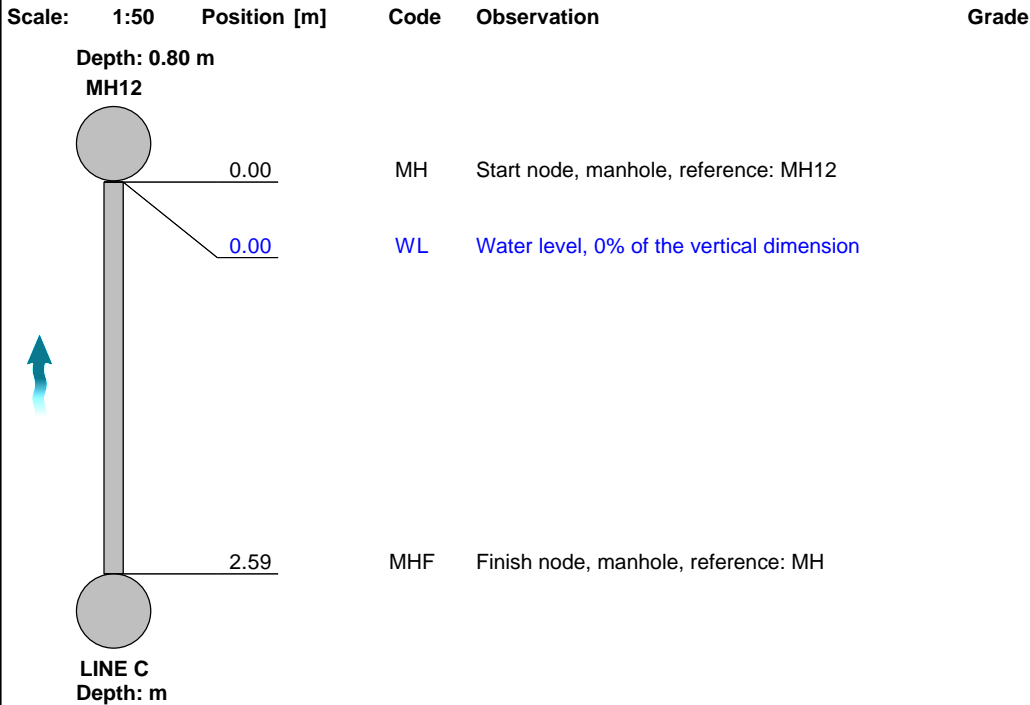 Scale: 1:50 Position [m] Code Observation Grade
Depth: 0.80 m
MH12
0.00 MH Start node, manhole, reference: MH12
0.00 WL Water level, 0% of the vertical dimension
2.59 MHF Finish node, manhole, reference: MH
LINE C
Depth: m